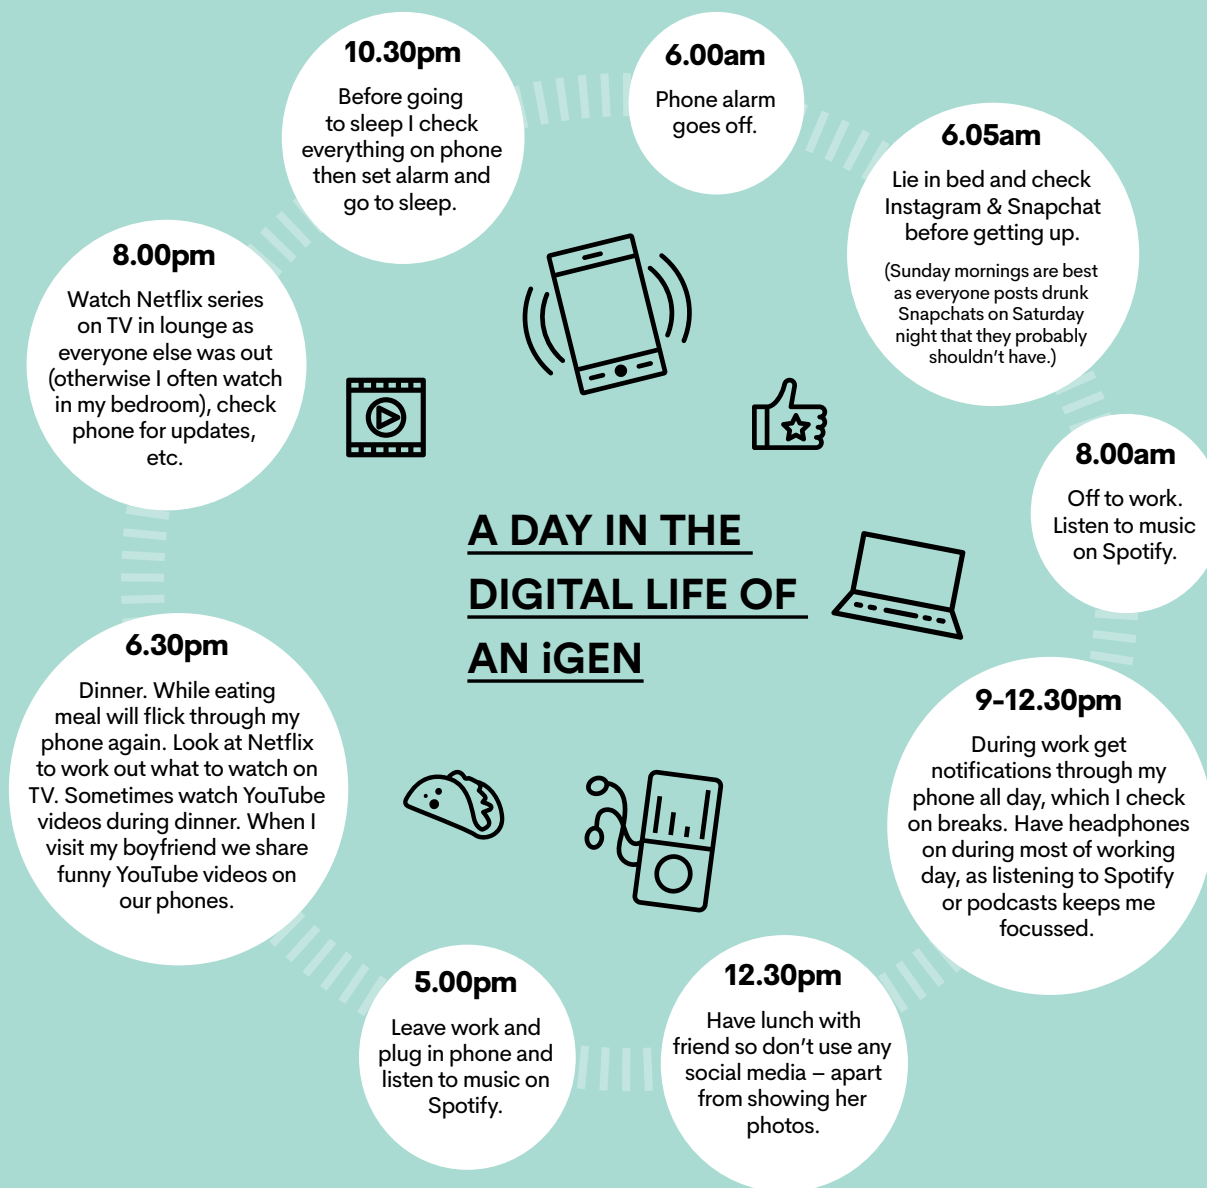 A DAY IN THE
DIGITAL LIFE OF
AN iGEN
6.00am
Phone alarm
goes off.
6.05am
Lie in bed and check
Instagram & Snapchat
before getting up.
(Sunday mornings are best
as everyone posts drunk
Snapchats on Saturday
night that they probably
shouldn't have.)
8.00am
Off to work.
Listen to music
on Spotify.
9-12.30pm
During work get
notifications through my
phone all day, which I check
on breaks. Have headphones
on during most of working
day, as listening to Spotify
or podcasts keeps me
focussed.
12.30pm
Have lunch with
friend so don't use any
social media – apart
from showing her
photos.
5.00pm
Leave work and
plug in phone and
listen to music on
Spotify.
6.30pm
Dinner. While eating
meal will flick through my
phone again. Look at Netflix
to work out what to watch on
TV. Sometimes watch YouTube
videos during dinner. When I
visit my boyfriend we share
funny YouTube videos on
our phones.
8.00pm
Watch Netflix series
on TV in lounge as
everyone else was out
(otherwise I often watch
in my bedroom), check
phone for updates,
etc.
10.30pm
Before going
to sleep I check
everything on phone
then set alarm and
go to sleep.